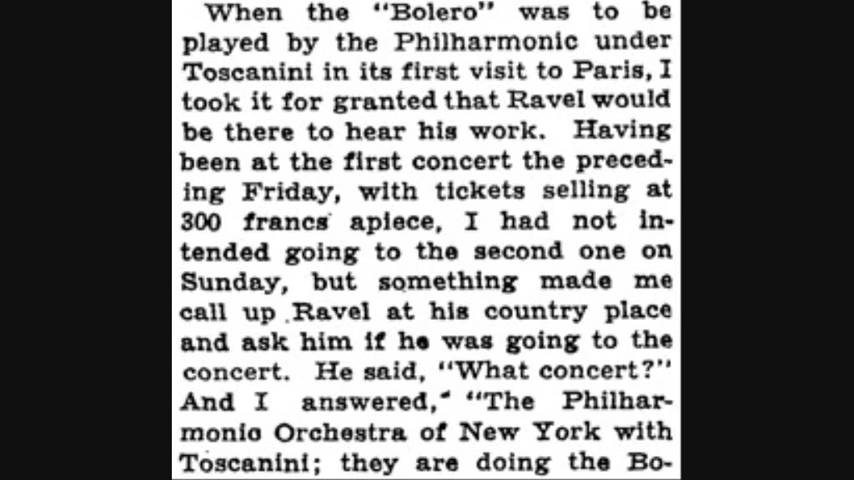 When the "Bolero" was to be
played by the Philharmonic under
Toscanini in its first visit to Paris, I
took it for granted that Ravel would
be there to hear his work. Having
been at the first concert the preced-
ing Friday, with tickets selling at
300 francs apiece, I had not in-
tended going to the second one on
Sunday, but something made me
call up Ravel at his country place
and ask him if he was going to the
concert. He said, "What concert?"
And I answered, "The Philhar-
monic Orchestra of New York with
Toscanini; they are doing the Bo-